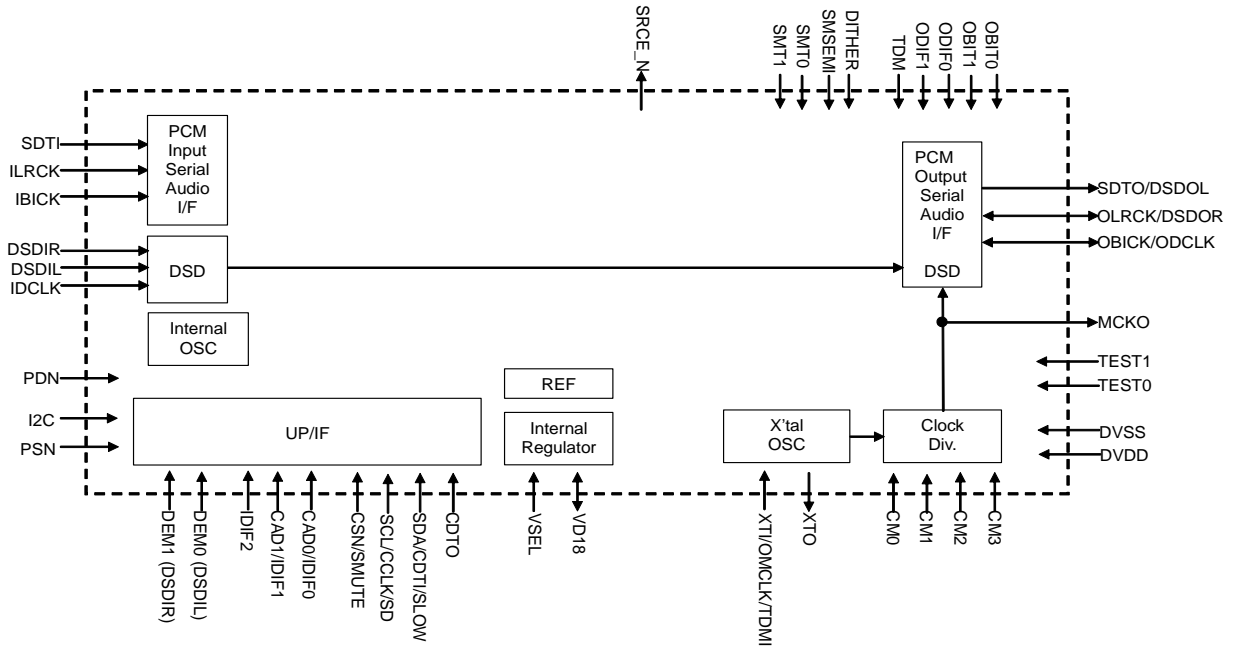 SRCE_N
SMT1
SMT0
SMSEMI
DITHER
TDM
ODIF1
ODIF0
OBIT1
OBIT0
SDTI
ILRCK
IBICK
PCM
Input
Serial
Audio
I/F
PCM
Output
Serial
Audio
I/F
DSD
SDTO/DSDOL
OLRCK/DSDOR
OBICK/ODCLK
DSDIR
DSDIL
IDCLK
DSD
Internal
OSC
MCKO
TEST1
TEST0
PDN
I2C
PSN
UP/IF
REF
Internal
Regulator
X'tal
OSC
Clock
Div.
DVSS
DVDD
DEM1 (DSDIR)
DEM0 (DSDIL)
IDIF2
CAD1/IDIF1
CAD0/IDIF0
CSN/SMUTE
SCL/CCLK/SD
SDA/CDTI/SLOW
CDTO
VSEL
VD18
XTI/OMCLK/TDMI
XTO
CM0
CM1
CM2
CM3